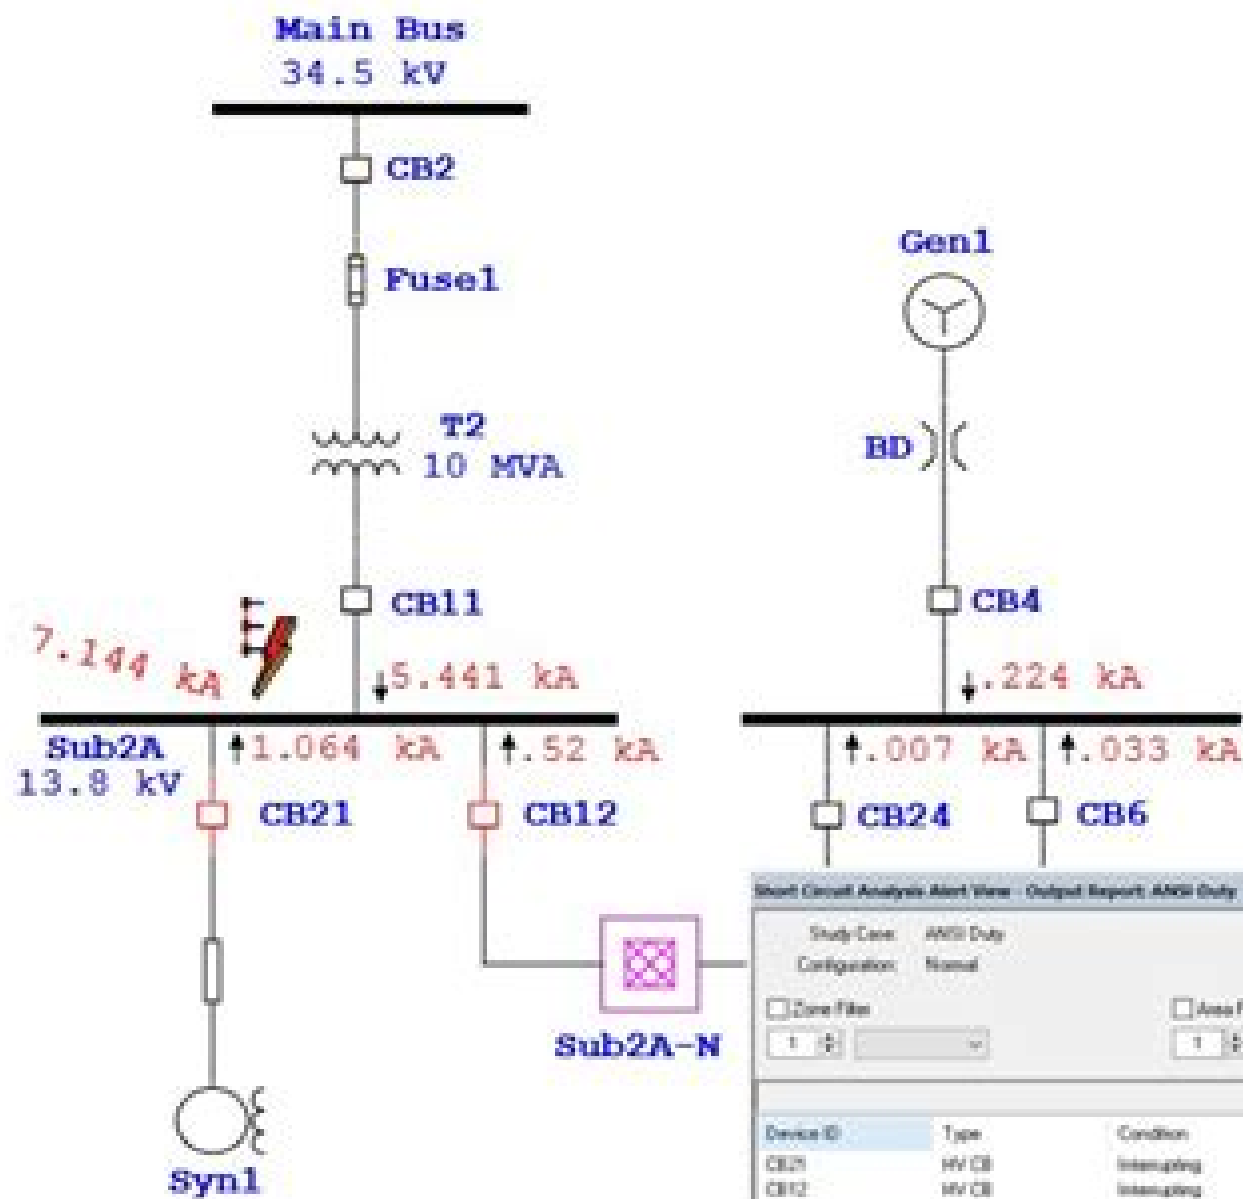 Main Bus
34.5 kV
CB2
Fuse1
Gen1
T2
10 MVA
BD
CB11
CB4
7.144 kA
5.441 kA
.224 kA
Sub2A
13.8 kV
1.064 kA
.52 kA
.007 kA
.033 kA
CB21
CB12
CB24
CB6
Short Circuit Analysis Alert View - Output Report: ANSI Duty
Study Case: ANSI Duty
Configuration: Normal
Zone Filter
Area F
1
1
Sub2A-N
Device ID Type Condition
CB21 HV CB Interrupting
CB12 HV CB Interrupting
Syn1